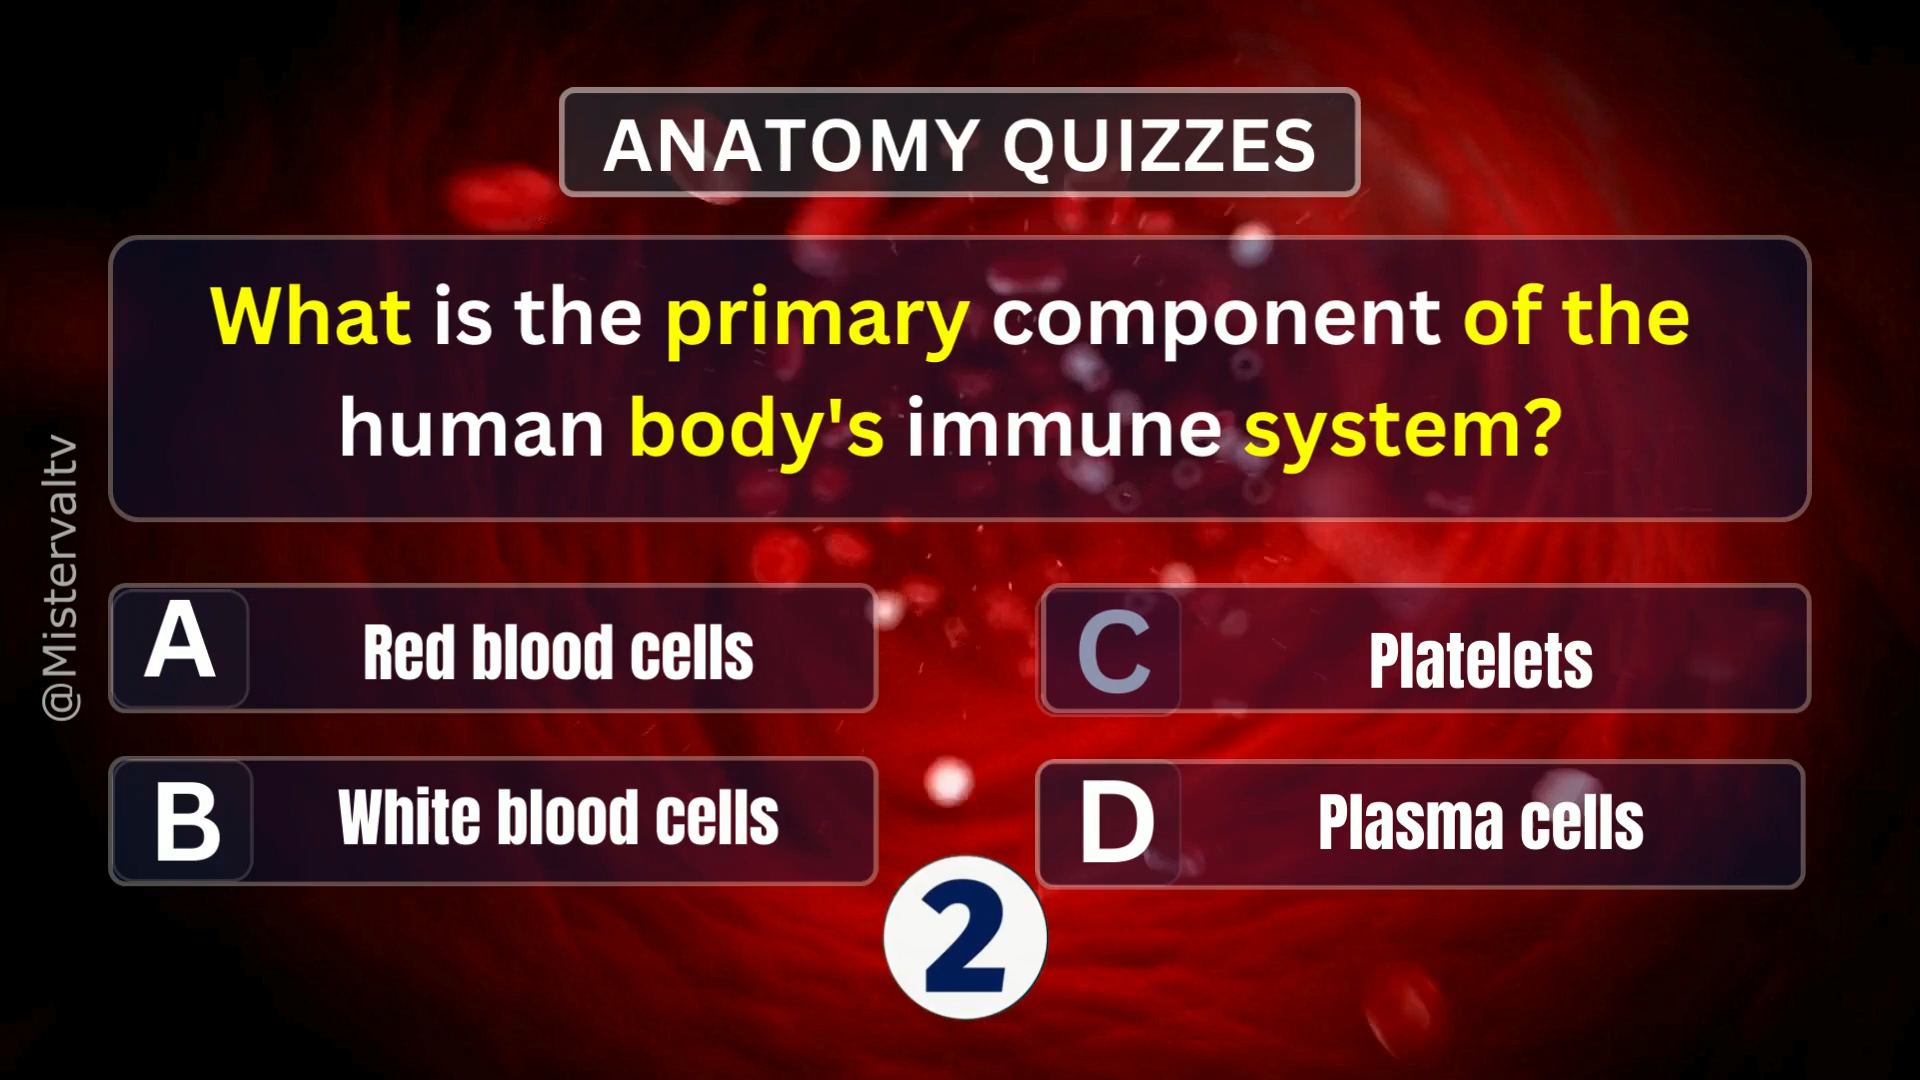 ANATOMY QUIZZES
What is the primary component of the
human body's immune system?
A Red blood cells
B White blood cells
C Platelets
D Plasma cells
2
@Mistervaltv